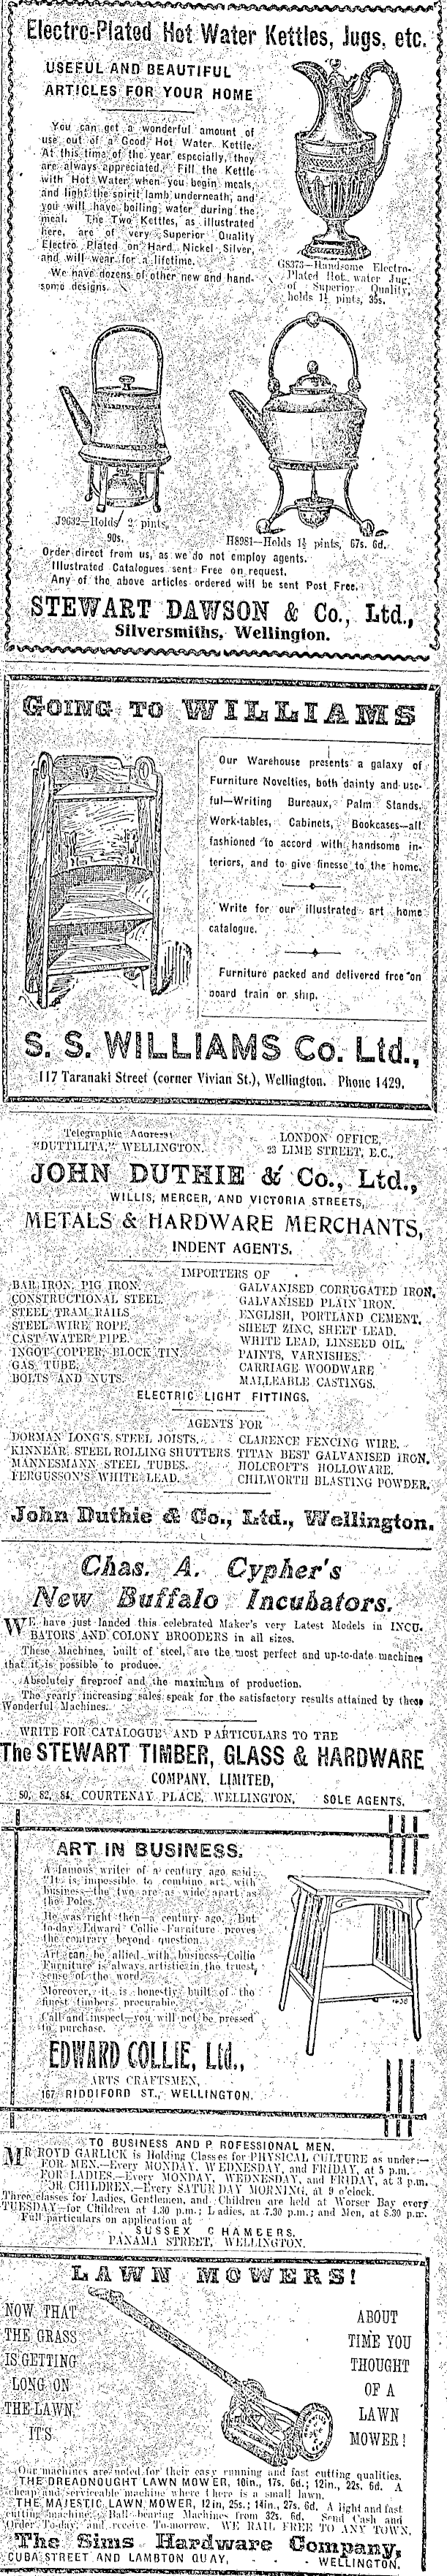 Electro-Plated Hot Water Kettles, Jugs, etc.
USEFUL AND BEAUTIFUL
ARTICLES FOR YOUR HOME
You can get a wonderful amount of
use out of a Good Hot Water Kettle.
At this time of the year especially, they
are always appreciated. Fill the Kettle
with Hot Water when you begin meals,
and light the spirit lamb underneath, and
you will have boiling water during the
meal. The Two Kettles, as illustrated
here, are of very Superior Quality
Electro Plated on Hard Nickel Silver,
and will wear for a lifetime.
We have dozens of other new and hand-
some designs.
G8373—Handsome Electro-
Plated Hot water Jug,
of Superior Quality,
holds 1½ pints, 35s.
J9632—Holds 2 pints,
90s.
H8981—Holds 1½ pints, 67s. 6d.
Order direct from us, as we do not employ agents.
Illustrated Catalogues sent Free on request.
Any of the above articles ordered will be sent Post Free.
STEWART DAWSON & Co., Ltd.,
Silversmiths, Wellington.
GOING TO WILLIAMS
Our Warehouse presents a galaxy of
Furniture Novelties, both dainty and use-
ful—Writing Bureaux, Palm Stands,
Work-tables, Cabinets, Bookcases—all
fashioned to accord with handsome in-
teriors, and to give finesse to the home.
Write for our illustrated art home
catalogue.
Furniture packed and delivered free on
board train or ship.
S. S. WILLIAMS Co. Ltd.,
117 Taranaki Street (corner Vivian St.), Wellington. Phone 1429.
Telegraphic Address:
"DUTTILITA," WELLINGTON.
LONDON OFFICE,
23 LIME STREET, E.C.,
JOHN DUTHIE & Co., Ltd.,
WILLIS, MERCER, AND VICTORIA STREETS,
METALS & HARDWARE MERCHANTS,
INDENT AGENTS.
IMPORTERS OF
BAR IRON, PIG IRON.
CONSTRUCTIONAL STEEL.
STEEL TRAM RAILS
STEEL WIRE ROPE.
CAST WATER PIPE.
INGOT COPPER, BLOCK TIN.
GAS TUBE.
BOLTS AND NUTS.
GALVANISED CORRUGATED IRON.
GALVANISED PLAIN IRON.
ENGLISH, PORTLAND CEMENT.
SHEET ZINC, SHEET LEAD.
WHITE LEAD, LINSEED OIL.
PAINTS, VARNISHES.
CARRIAGE WOODWARE
MALLEABLE CASTINGS.
ELECTRIC LIGHT FITTINGS.
AGENTS FOR
DORMAN LONG'S STEEL JOISTS.
KINNEAR STEEL ROLLING SHUTTERS
MANNESMANN STEEL TUBES.
FERGUSSON'S WHITE LEAD.
CLARENCE FENCING WIRE.
TITAN BEST GALVANISED IRON.
HOLCROFT'S HOLLOWARE.
CHILWORTH BLASTING POWDER.
John Duthie & Co., Ltd., Wellington.
Chas. A. Cypher's
New Buffalo Incubators.
WE have just landed this celebrated Maker's very Latest Models in INCU-
BATORS AND COLONY BROODERS in all sizes.
These Machines, built of steel, are the most perfect and up-to-date machines
that it is possible to produce.
Absolutely fireproof and the maximum of production.
The yearly increasing sales speak for the satisfactory results attained by these
Wonderful Machines.
WRITE FOR CATALOGUE AND PARTICULARS TO THE
The STEWART TIMBER, GLASS & HARDWARE
COMPANY, LIMITED,
80, 82, 84, COURTENAY PLACE, WELLINGTON, SOLE AGENTS.
ART IN BUSINESS.
A famous writer of a century ago said:
"It is impossible to combine art with
business—the two are as wide apart as
the Poles."
He was right then—a century ago. But
to-day Edward Collie Furniture proves
the contrary beyond question.
Art can be allied with business—Collie
Furniture is always artistic in the truest
sense of the word.
Moreover, it is honestly built of the
finest timbers procurable.
Call and inspect—you will not be pressed
to purchase.
EDWARD COLLIE, Ltd.,
ARTS CRAFTSMEN,
167 RIDDIFORD ST., WELLINGTON.
TO BUSINESS AND P ROFESSIONAL MEN.
MR ROYD GARLICK is Holding Classes for PHYSICAL CULTURE as under:—
FOR MEN.—Every MONDAY, WEDNESDAY, and FRIDAY, at 5 p.m.
FOR LADIES.—Every MONDAY, WEDNESDAY, and FRIDAY, at 3 p.m.
FOR CHILDREN.—Every SATURDAY MORNING, at 9 o'clock.
Three classes for Ladies, Gentlemen, and Children are held at Worser Bay every
TUESDAY—for Children at 4.30 p.m.; Ladies, at 7.30 p.m.; and Men, at 8.30 p.m.
Full particulars on application at
SUSSEX CHAMBERS,
PANAMA STREET, WELLINGTON.
LAWN MOWERS!
NOW THAT
THE GRASS
IS GETTING
LONG ON
THE LAWN,
IT'S
ABOUT
TIME YOU
THOUGHT
OF A
LAWN
MOWER!
Our machines are noted for their easy running and fast cutting qualities.
THE DREADNOUGHT LAWN MOWER, 10in., 17s. 6d.; 12in., 22s. 6d. A
cheap and serviceable machine where there is a small lawn.
THE MAJESTIC LAWN MOWER, 12in, 25s.; 14in., 27s. 6d. A light and fast
cutting machine. Ball-bearing Machines from 32s. 6d. Send Cash and
Order To-day, and receive To-morrow. WE RAIL FREE TO ANY TOWN.
The Sims Hardware Company,
CUBA STREET AND LAMBTON QUAY, - - - WELLINGTON.